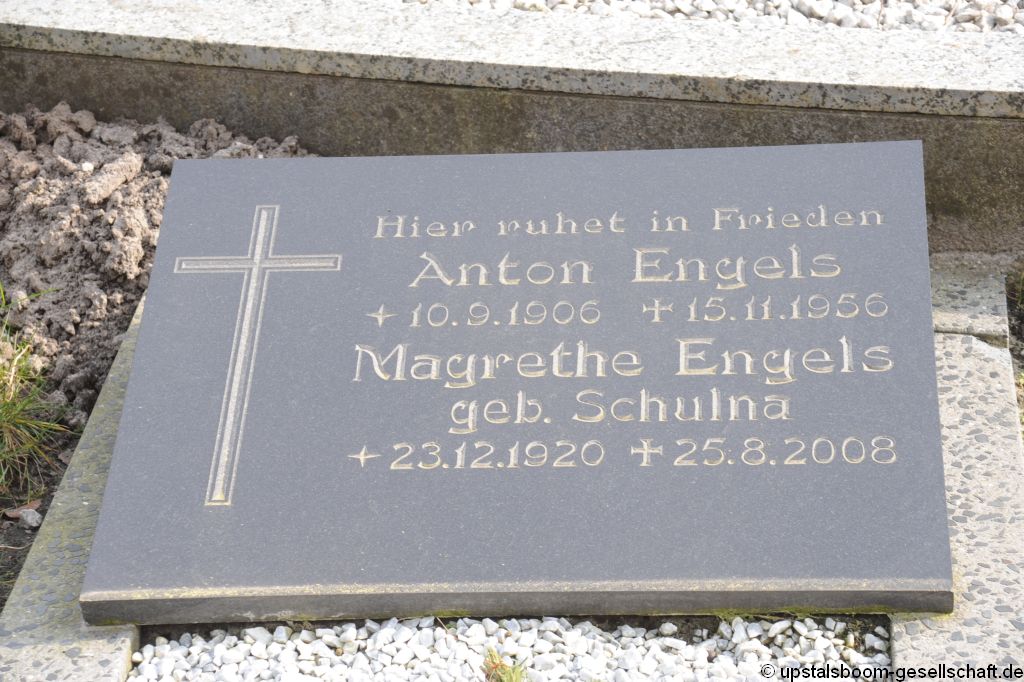 Hier ruhet in Frieden
Anton Engels
10.9.1906 15.11.1956
Magrethe Engels
geb. Schulna
23.12.1920 25.8.2008
© upstalsboom-gesellschaft.de